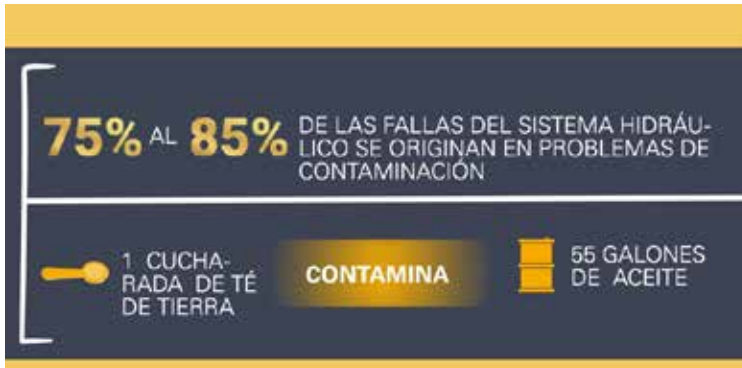 75% AL 85% DE LAS FALLAS DEL SISTEMA HIDRÁU-
LICO SE ORIGINAN EN PROBLEMAS DE
CONTAMINACIÓN
1 CUCHA-
RADA DE TÉ
DE TIERRA
CONTAMINA
55 GALONES
DE ACEITE